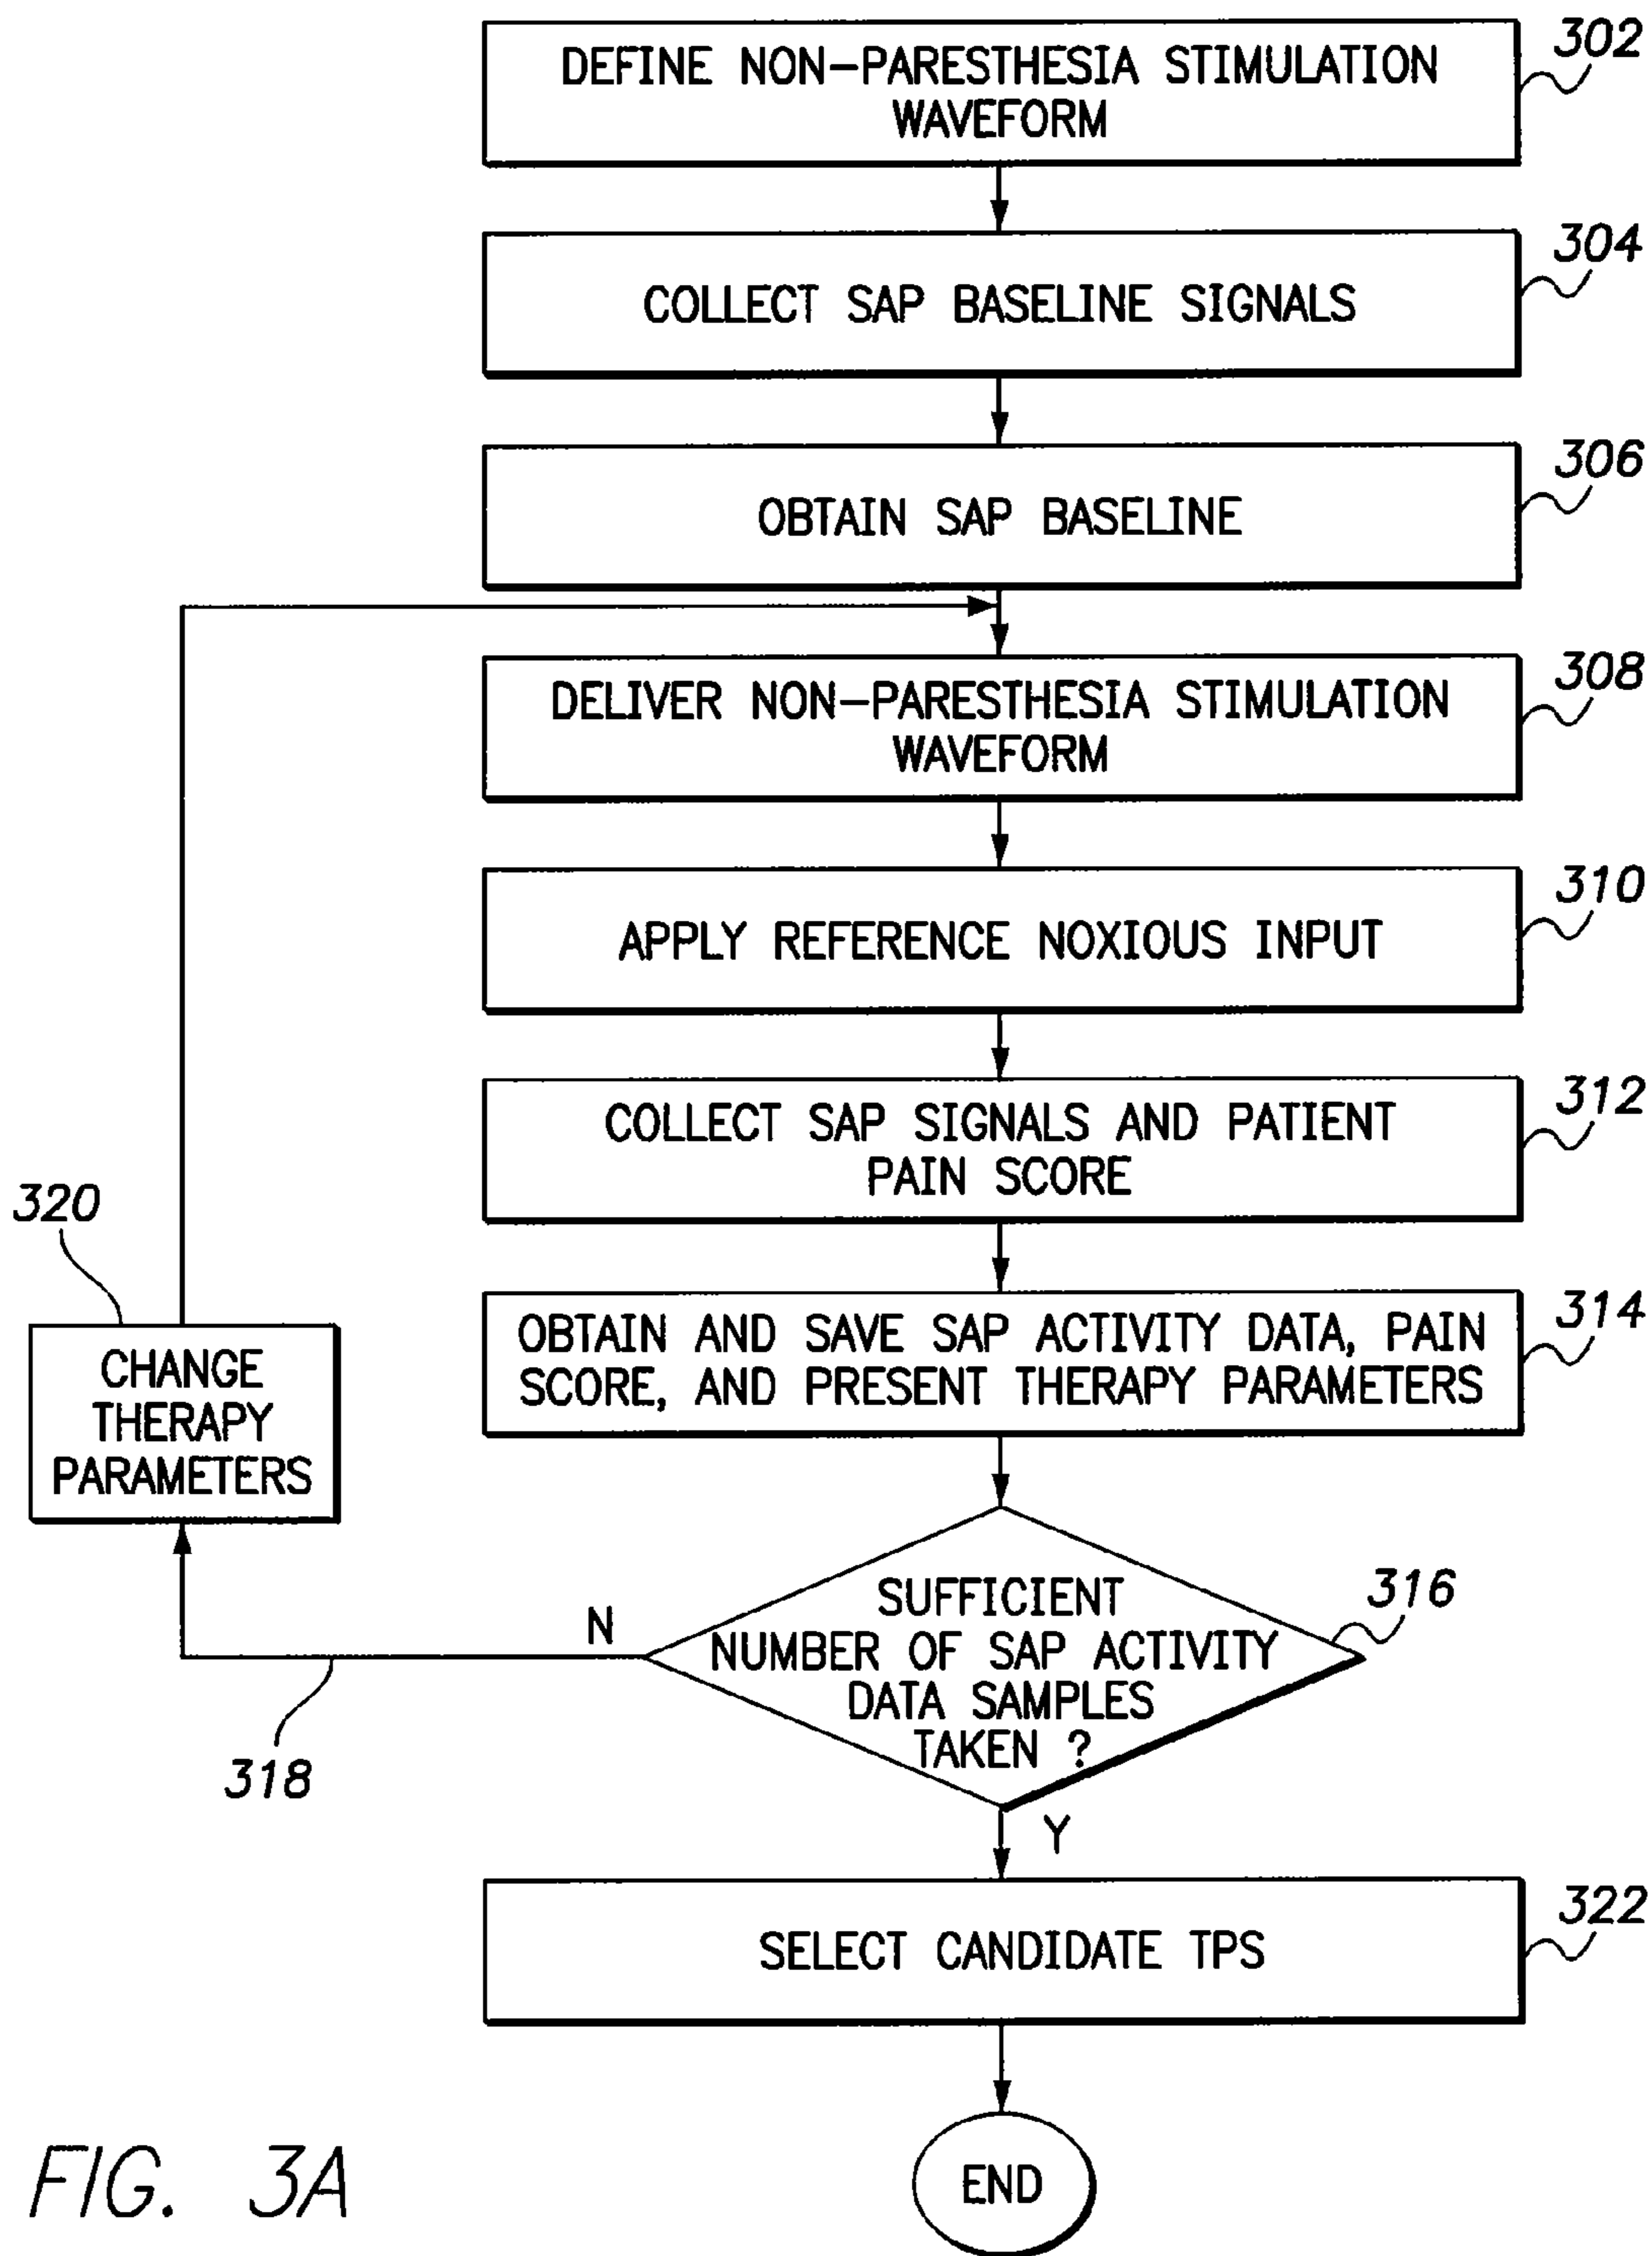 DEFINE NON-PARESTHESIA STIMULATION
WAVEFORM
302
COLLECT SAP BASELINE SIGNALS
304
OBTAIN SAP BASELINE
306
DELIVER NON-PARESTHESIA STIMULATION
WAVEFORM
308
APPLY REFERENCE NOXIOUS INPUT
310
COLLECT SAP SIGNALS AND PATIENT
PAIN SCORE
312
OBTAIN AND SAVE SAP ACTIVITY DATA, PAIN
SCORE, AND PRESENT THERAPY PARAMETERS
314
320
CHANGE
THERAPY
PARAMETERS
SUFFICIENT
NUMBER OF SAP ACTIVITY
DATA SAMPLES
TAKEN ?
316
N
318
Y
SELECT CANDIDATE TPS
322
END
FIG. 3A